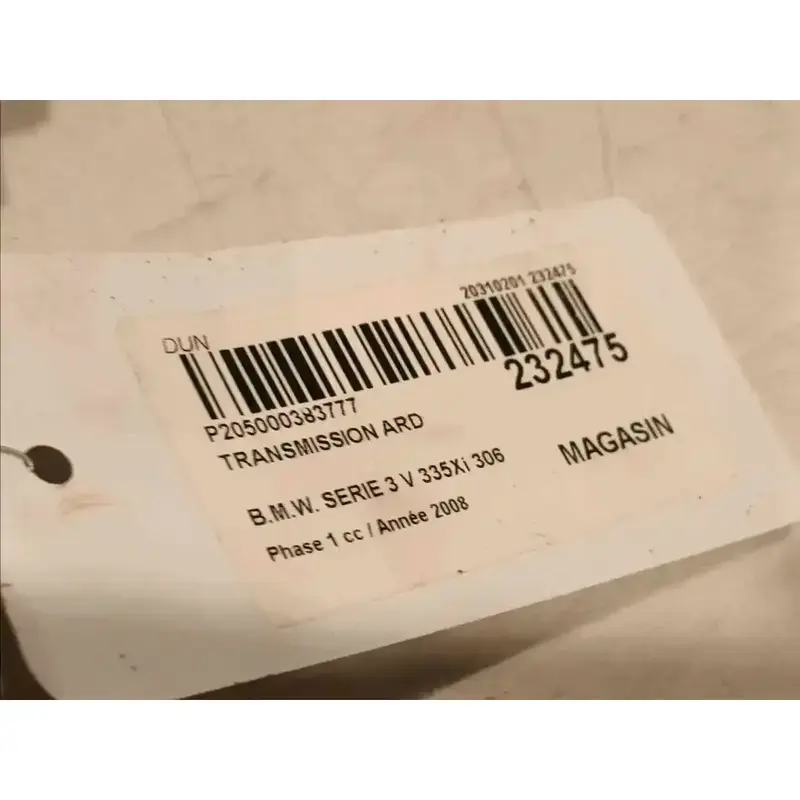 DUN
20310201 232475
232475
P205000383777
TRANSMISSION ARD
MAGASIN
B.M.W. SERIE 3 V 335Xi 306
Phase 1 cc / Année 2008